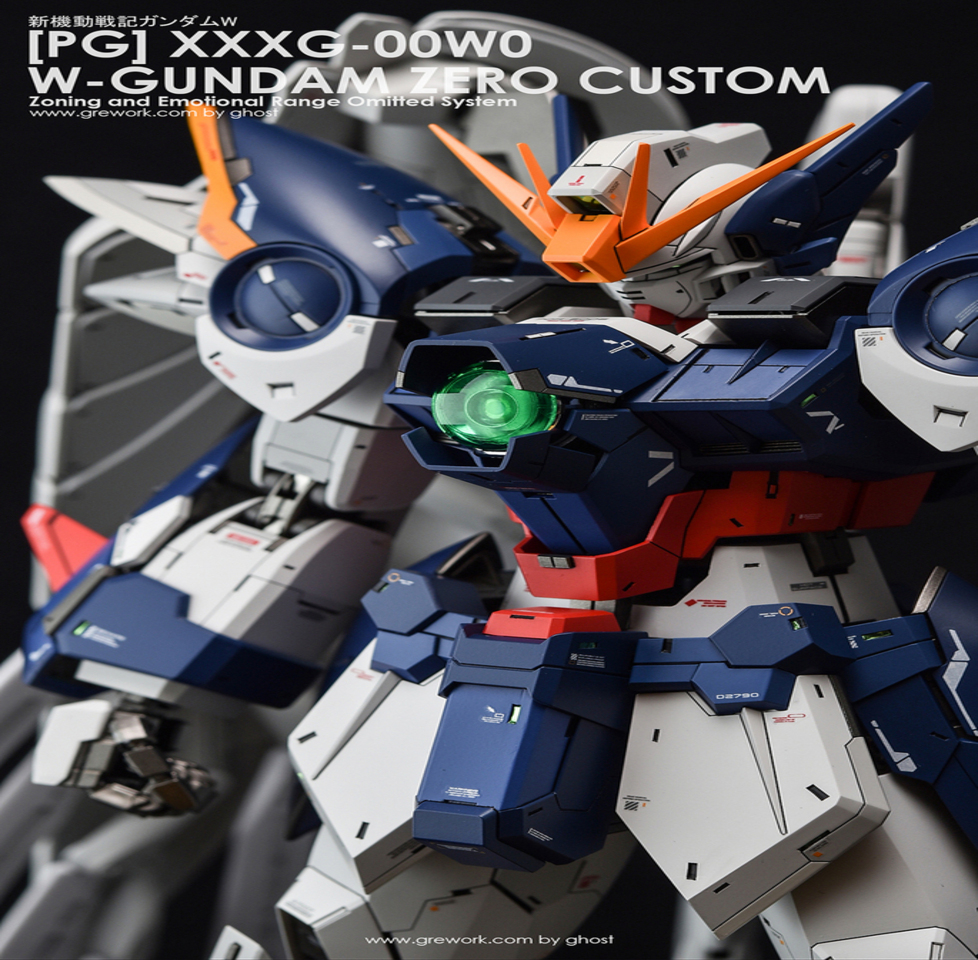 新機動戦記ガンダムW
[PG] XXXG-00W0
W-GUNDAM ZERO CUSTOM
Zoning and Emotional Range Omitted System
www.grework.com by ghost
D2790
www.grework.com by ghost